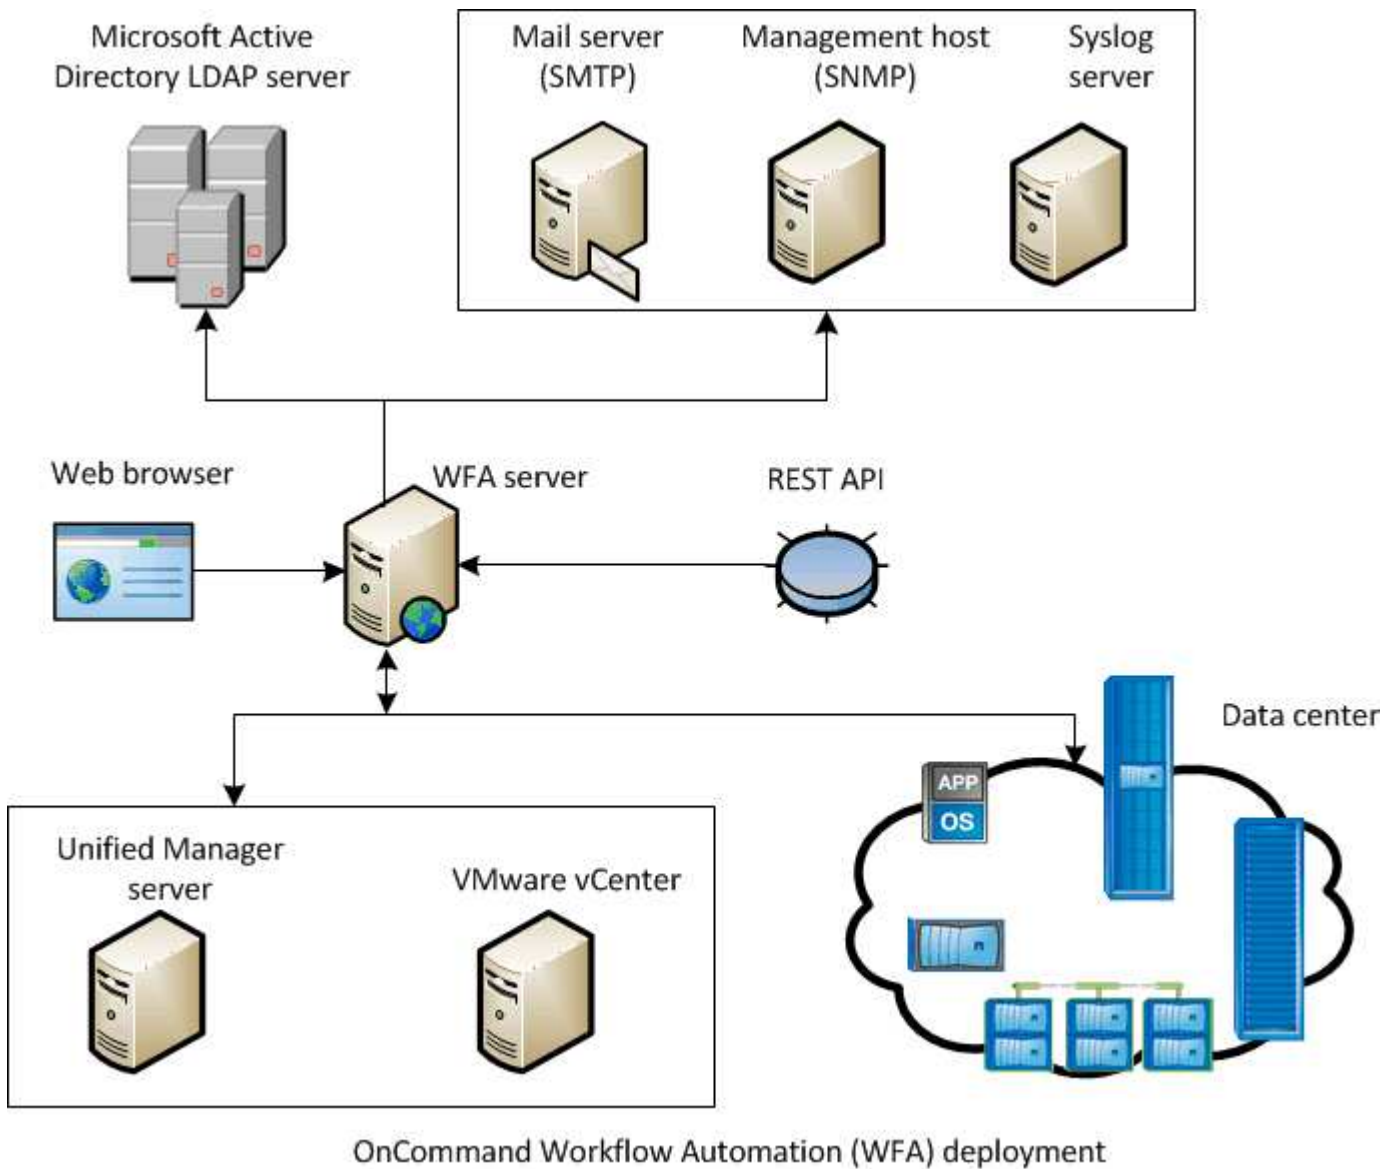 Microsoft Active
Directory LDAP server
Mail server
(SMTP)
Management host
(SNMP)
Syslog
server
Web browser
WFA server
REST API
Data center
APP
OS
Unified Manager
server
VMware vCenter
OnCommand Workflow Automation (WFA) deployment